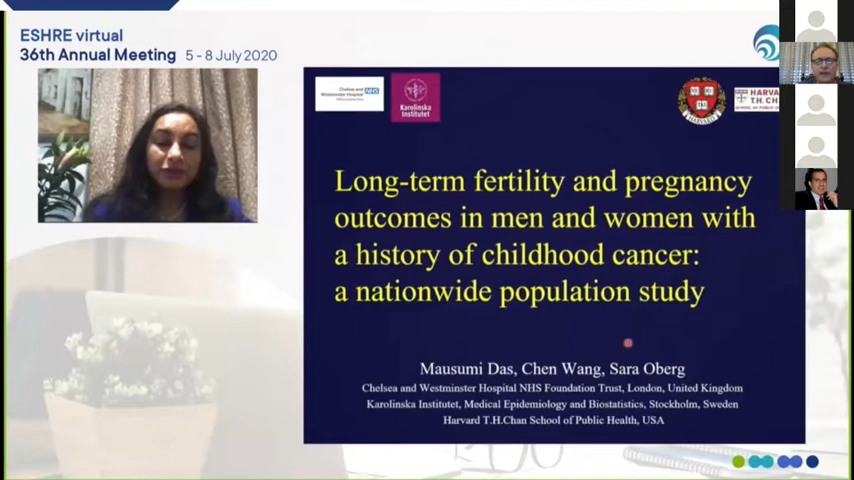 ESHRE virtual
36th Annual Meeting 5 - 8 July 2020
Chelsea and
Westminster Hospital NHS
Karolinska
Institutet
HARVARD
HARVA
T.H. CHA
Long-term fertility and pregnancy
outcomes in men and women with
a history of childhood cancer:
a nationwide population study
Mausumi Das, Chen Wang, Sara Oberg
Chelsea and Westminster Hospital NHS Foundation Trust, London, United Kingdom
Karolinska Institutet, Medical Epidemiology and Biostatistics, Stockholm, Sweden
Harvard T.H.Chan School of Public Health, USA